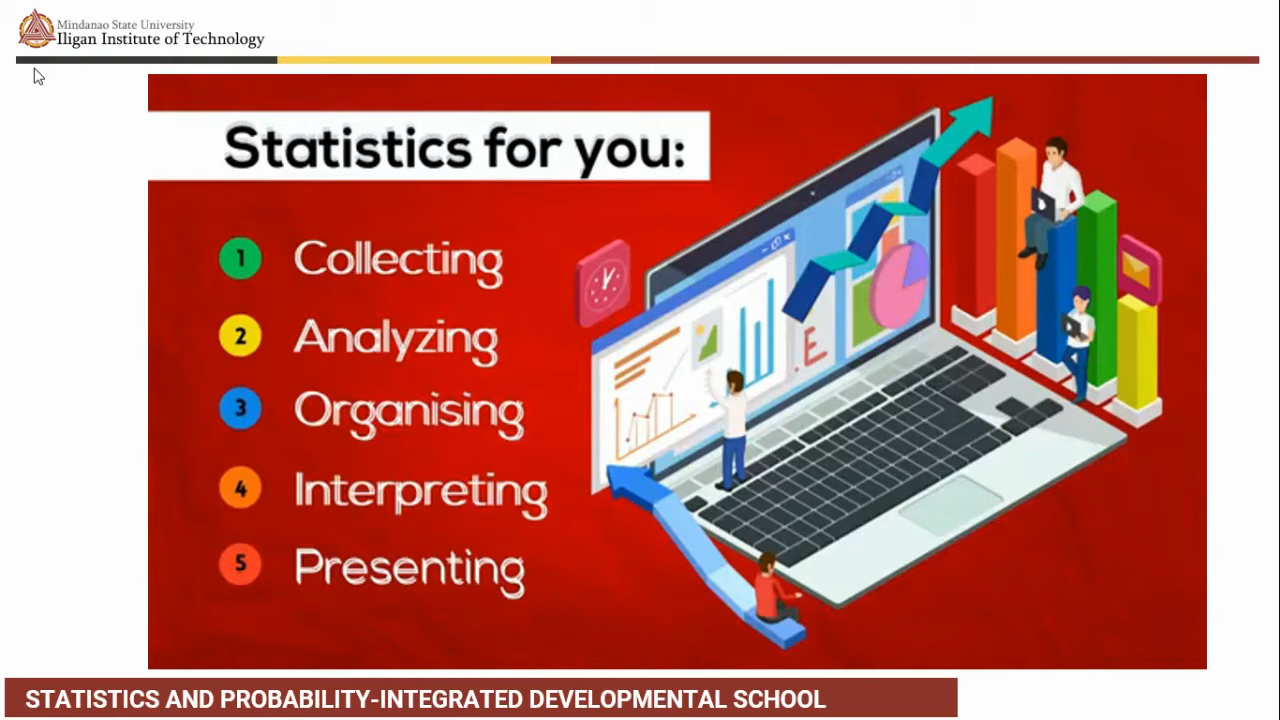 Mindanao State University
Iligan Institute of Technology
Statistics for you:
1 Collecting
2 Analyzing
3 Organising
4 Interpreting
5 Presenting
E
STATISTICS AND PROBABILITY-INTEGRATED DEVELOPMENTAL SCHOOL